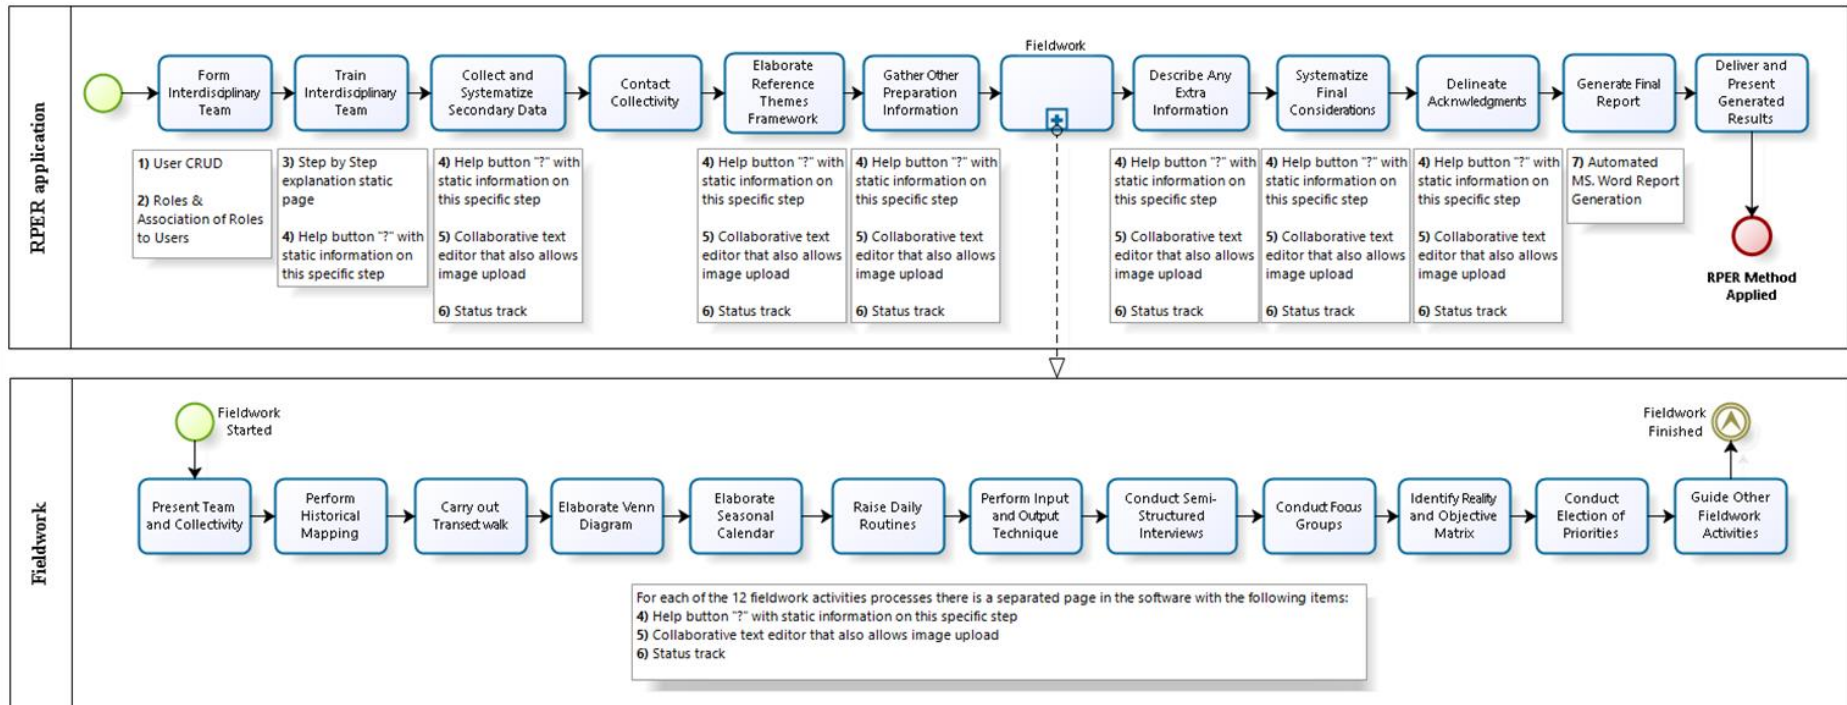 RPER application
Form
Interdisciplinary
Team
Train
Interdisciplinary
Team
Collect and
Systematize
Secondary Data
Contact
Collectivity
Elaborate
Reference
Themes
Framework
Gather Other
Preparation
Information
Fieldwork
Describe Any
Extra
Information
Systematize
Final
Considerations
Delineate
Acknwledgments
Generate Final
Report
Deliver and
Present
Generated
Results
1) User CRUD
2) Roles &
Association of Roles
to Users
3) Step by Step
explanation static
page
4) Help button "?" with
static information on
this specific step
4) Help button "?" with
static information on
this specific step
5) Collaborative text
editor that also allows
image upload
6) Status track
4) Help button "?" with
static information on
this specific step
5) Collaborative text
editor that also allows
image upload
6) Status track
4) Help button "?" with
static information on
this specific step
5) Collaborative text
editor that also allows
image upload
6) Status track
4) Help button "?" with
static information on
this specific step
5) Collaborative text
editor that also allows
image upload
6) Status track
4) Help button "?" with
static information on
this specific step
5) Collaborative text
editor that also allows
image upload
6) Status track
4) Help button "?" with
static information on
this specific step
5) Collaborative text
editor that also allows
image upload
6) Status track
7) Automated
MS. Word Report
Generation
RPER Method
Applied
Fieldwork
Fieldwork
Started
Fieldwork
Finished
Present Team
and Collectivity
Perform
Historical
Mapping
Carry out
Transect walk
Elaborate Venn
Diagram
Elaborate
Seasonal
Calendar
Raise Daily
Routines
Perform Input
and Output
Technique
Conduct Semi-
Structured
Interviews
Conduct Focus
Groups
Identify Reality
and Objective
Matrix
Conduct
Election of
Priorities
Guide Other
Fieldwork
Activities
For each of the 12 fieldwork activities processes there is a separated page in the software with the following items:
4) Help button "?" with static information on this specific step
5) Collaborative text editor that also allows image upload
6) Status track